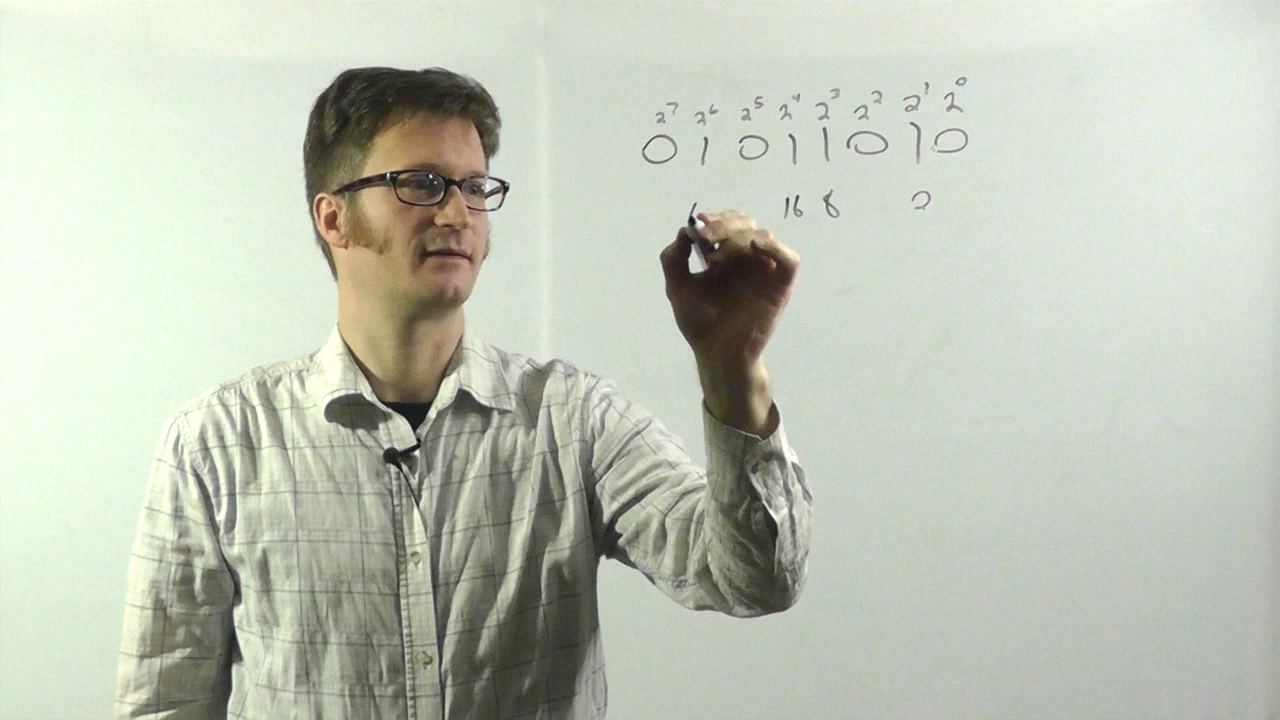 2⁷ 2⁶ 2⁵ 2⁴ 2³ 2² 2¹ 2⁰
0 1 0 1 1 0 1 0
16 8 2